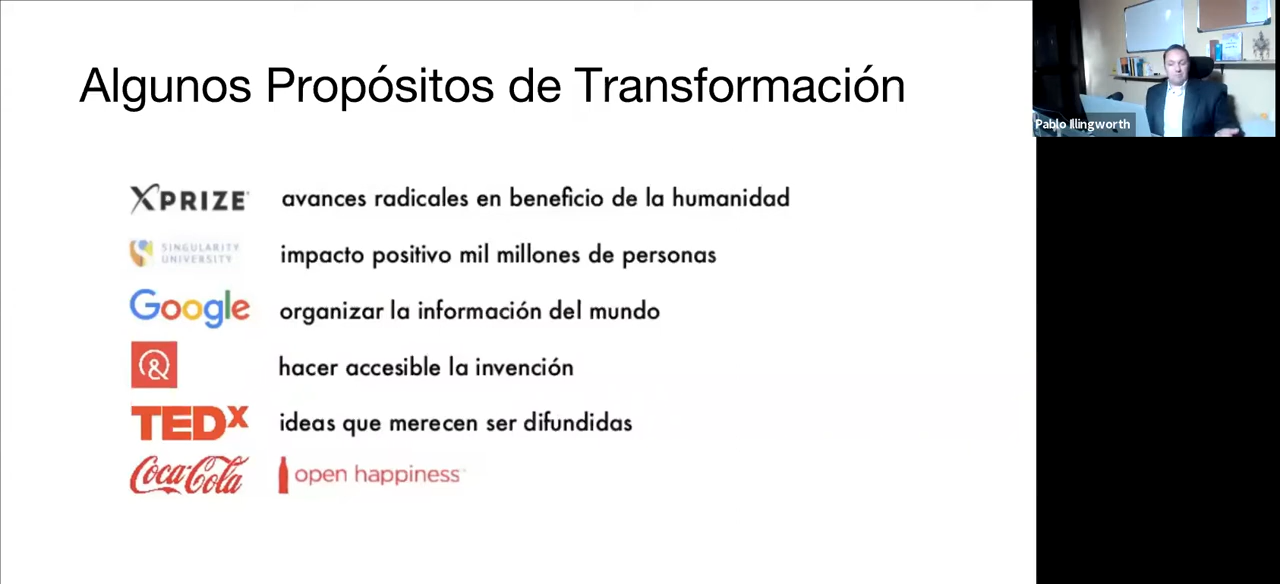 Algunos Propósitos de Transformación
Pablo Illingworth
XPRIZE avances radicales en beneficio de la humanidad
SINGULARITY
UNIVERSITY
impacto positivo mil millones de personas
Google organizar la información del mundo
hacer accesible la invención
TEDx ideas que merecen ser difundidas
Coca-Cola open happiness